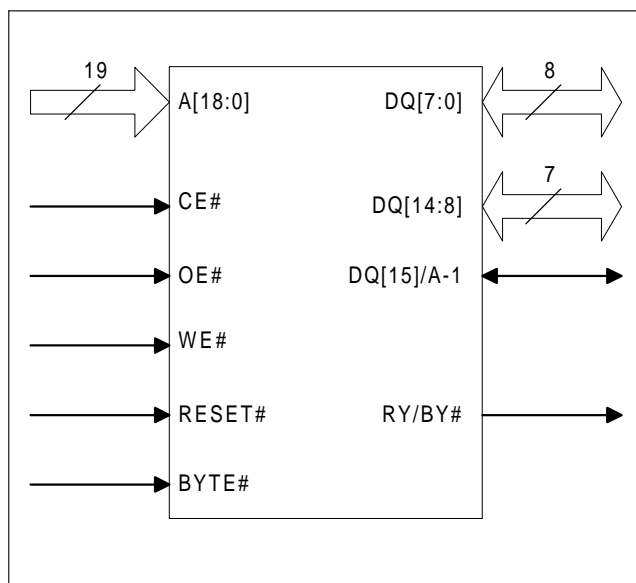 19
8
A[18:0]
DQ[7:0]
7
CE#
DQ[14:8]
OE#
DQ[15]/A-1
WE#
RESET#
RY/BY#
BYTE#